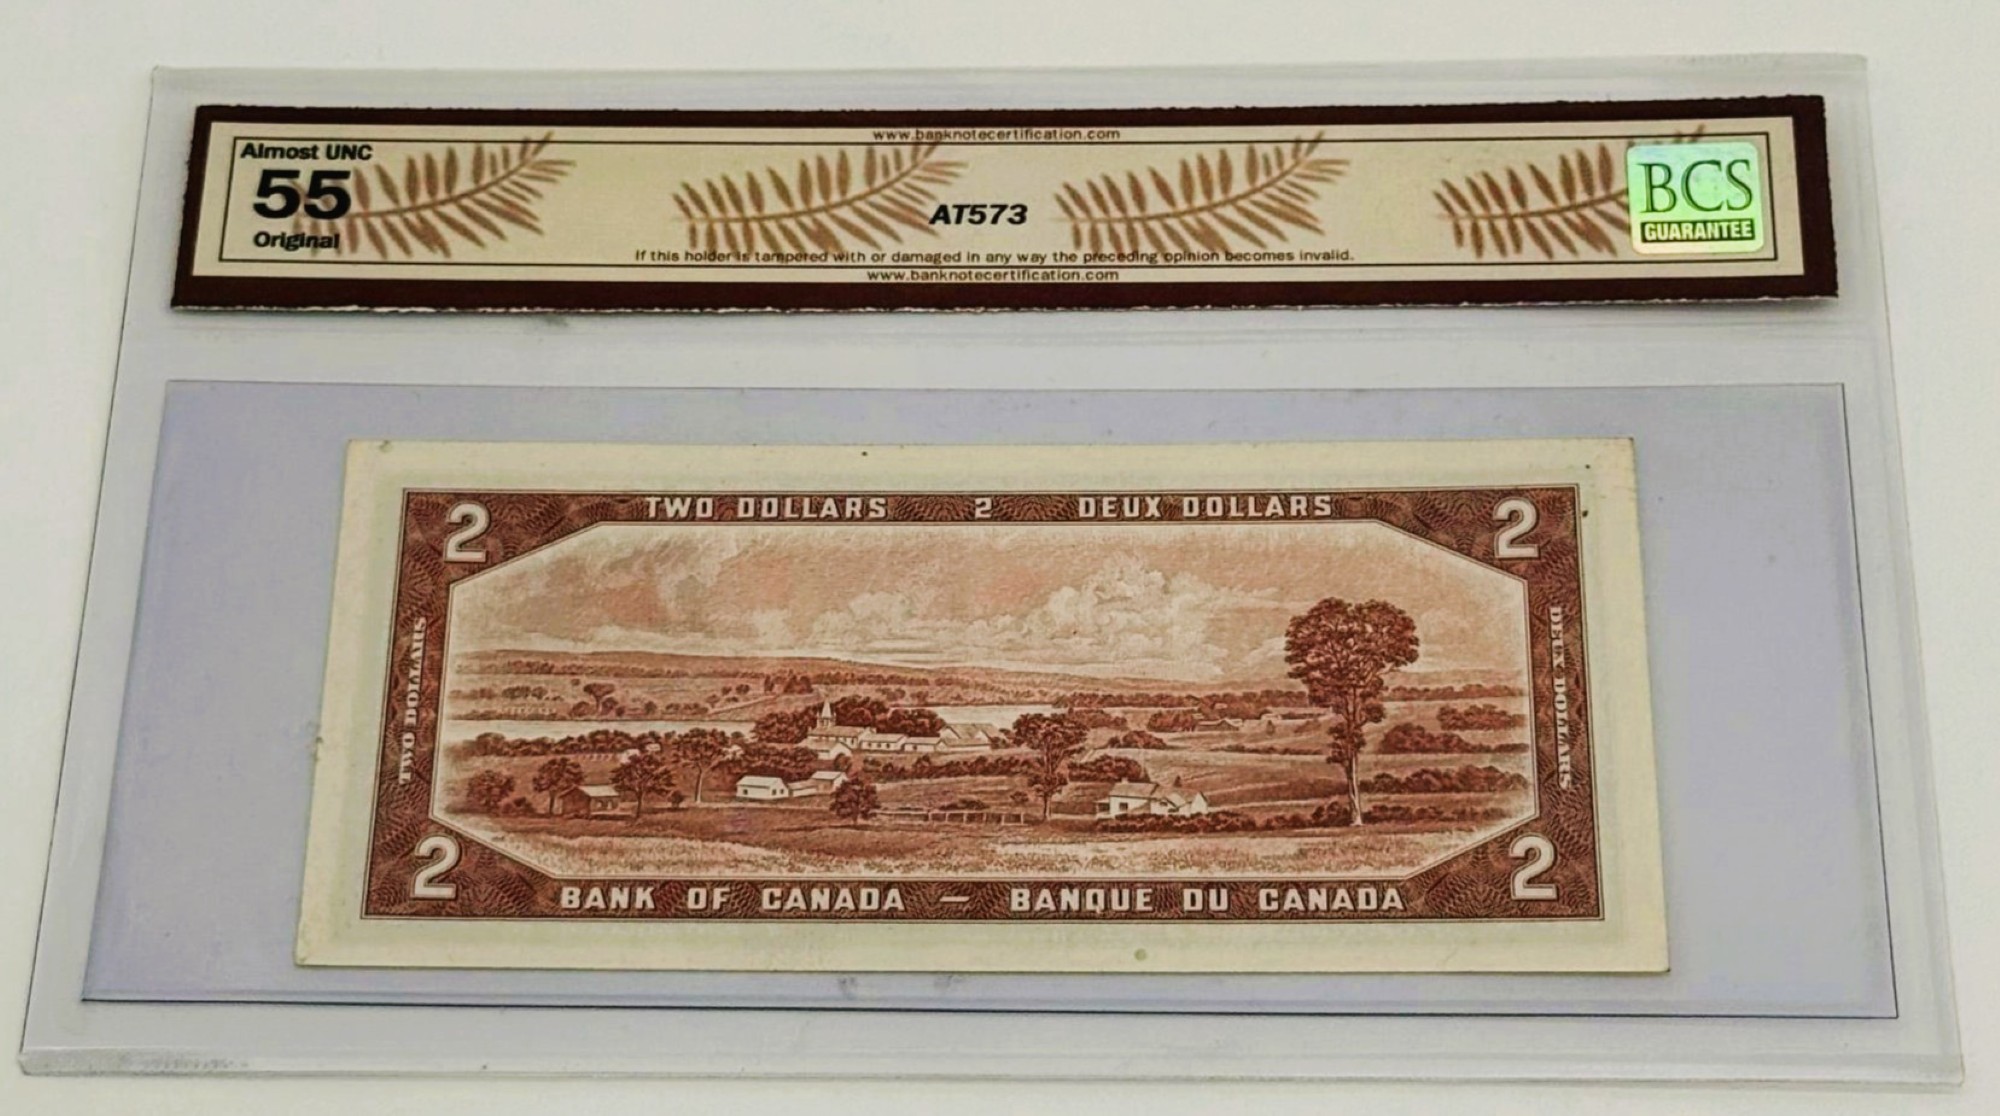 www.banknotecertification.com
Almost UNC
55
Original
AT573
BCS
GUARANTEE
If this holder is tampered with or damaged in any way the preceding opinion becomes invalid.
www.banknotecertification.com
2 TWO DOLLARS 2 DEUX DOLLARS 2
TWO DOLLARS
DEUX DOLLARS
2 BANK OF CANADA — BANQUE DU CANADA 2